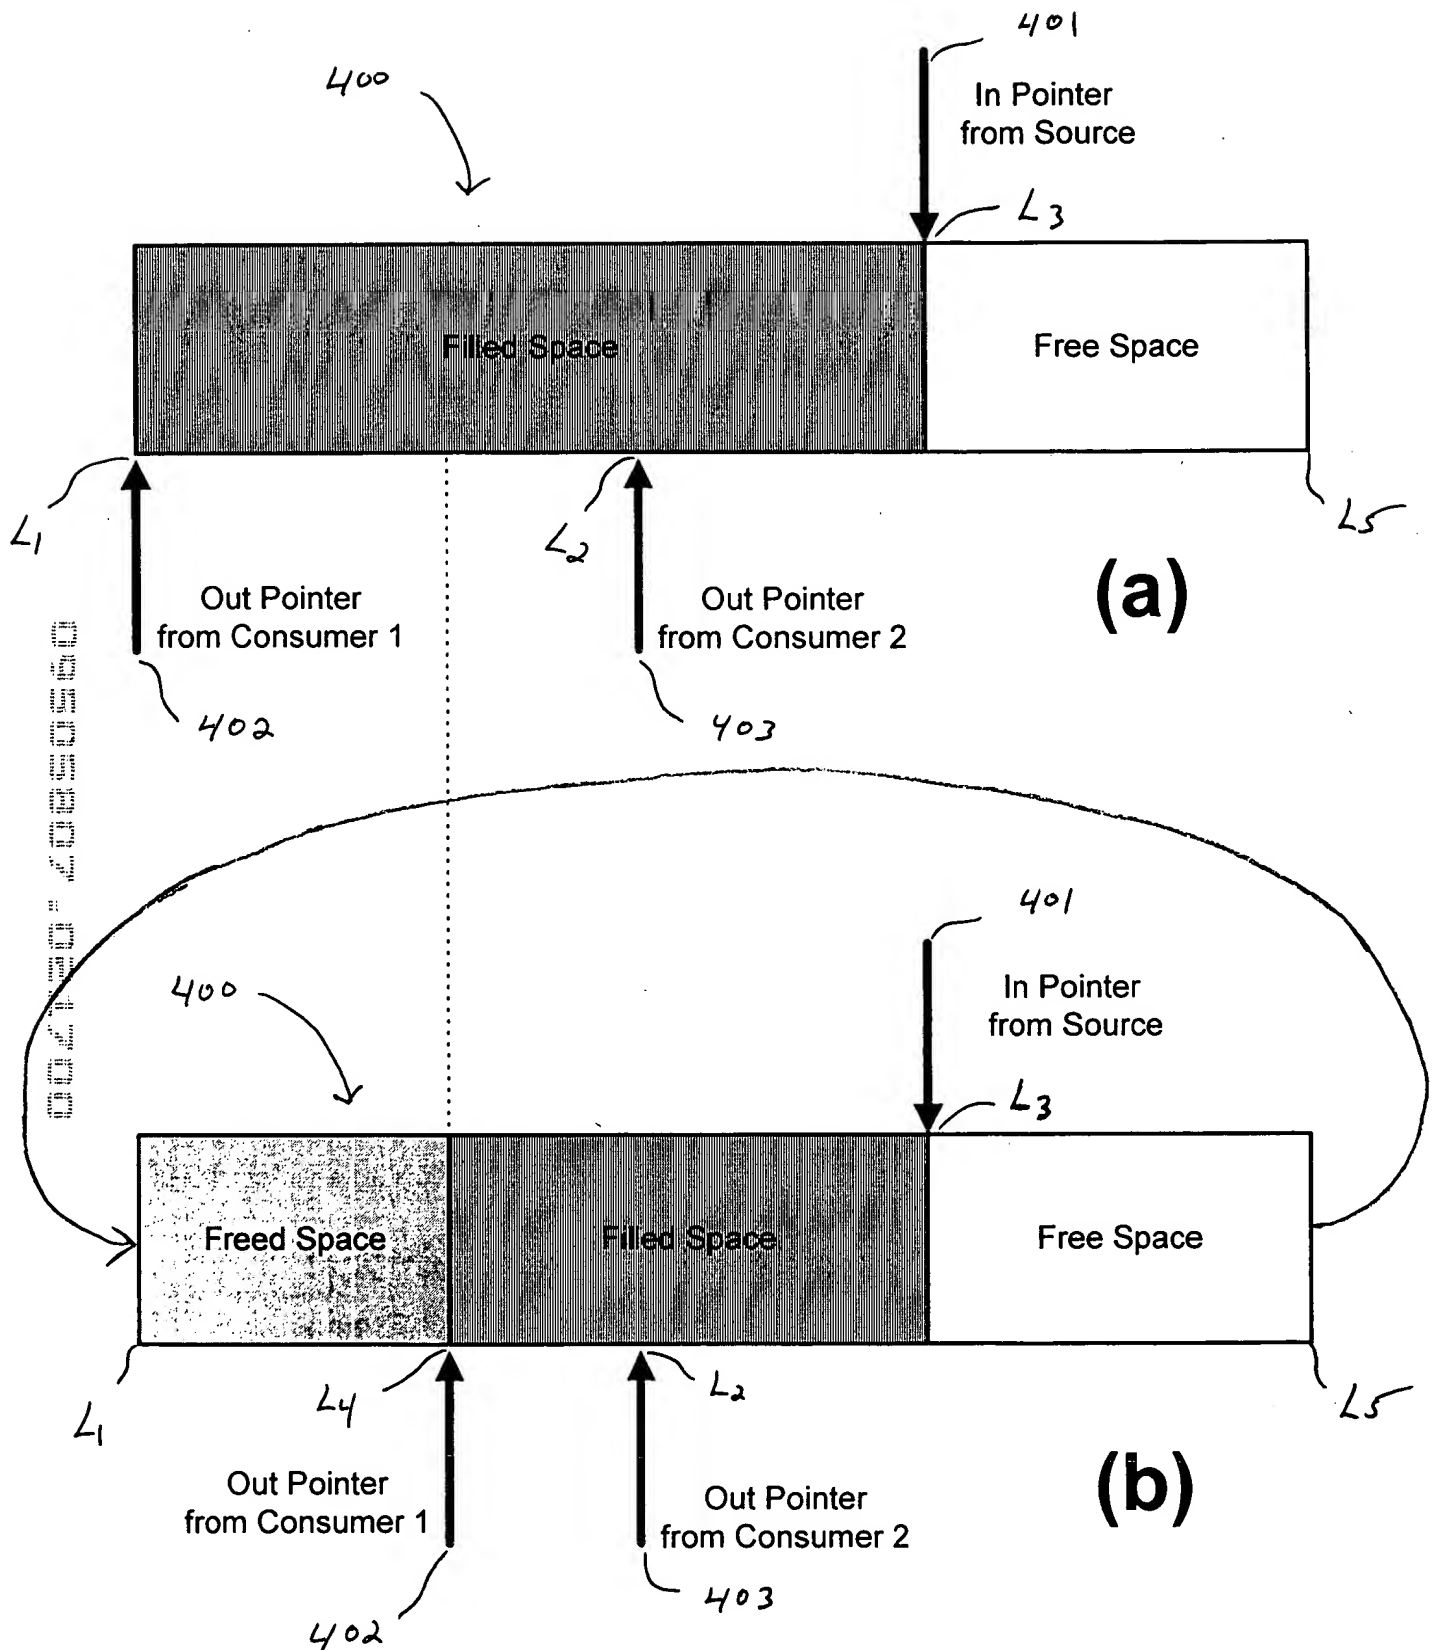 401
400
In Pointer
from Source
L3
Filled Space
Free Space
L1
L2
L5
Out Pointer
from Consumer 1
Out Pointer
from Consumer 2
(a)
402
403
09505807 . 041700
401
400
In Pointer
from Source
L3
Freed Space
Filled Space
Free Space
L1
L4
L2
L5
Out Pointer
from Consumer 1
Out Pointer
from Consumer 2
(b)
402
403